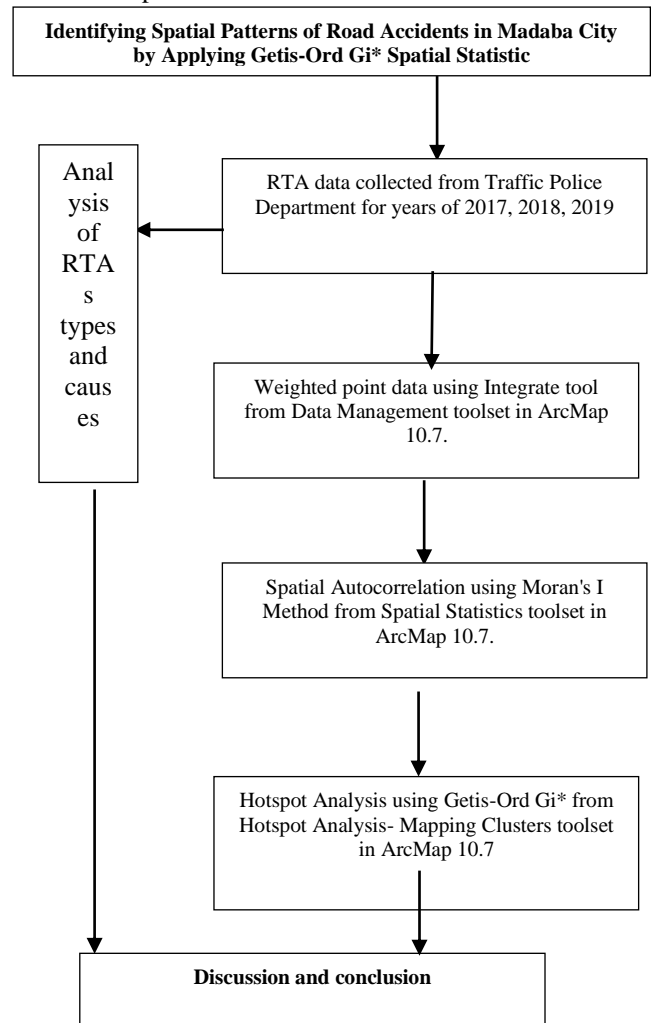 Identifying Spatial Patterns of Road Accidents in Madaba City
by Applying Getis-Ord Gi* Spatial Statistic
Anal
ysis
of
RTA
s
types
and
caus
es
RTA data collected from Traffic Police
Department for years of 2017, 2018, 2019
Weighted point data using Integrate tool
from Data Management toolset in ArcMap
10.7.
Spatial Autocorrelation using Moran's I
Method from Spatial Statistics toolset in
ArcMap 10.7.
Hotspot Analysis using Getis-Ord Gi* from
Hotspot Analysis- Mapping Clusters toolset
in ArcMap 10.7
Discussion and conclusion